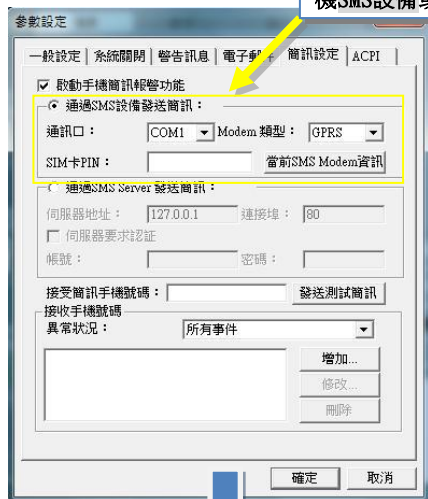 機SMS設備埠
參數設定
一般設定 系統關閉 警告訊息 電子郵件 簡訊設定 ACPI
啟動手機簡訊報警功能
通過SMS設備發送簡訊：
通訊口： COM1 Modem 類型： GPRS
SIM卡PIN： 當前SMS Modem資訊
通過SMS Server 發送簡訊：
伺服器地址： 127.0.0.1 連接埠： 80
伺服器要求認証
帳號： 密碼：
接受簡訊手機號碼： 發送測試簡訊
接收手機號碼
異常狀況： 所有事件
增加...
修改...
刪除
確定 取消